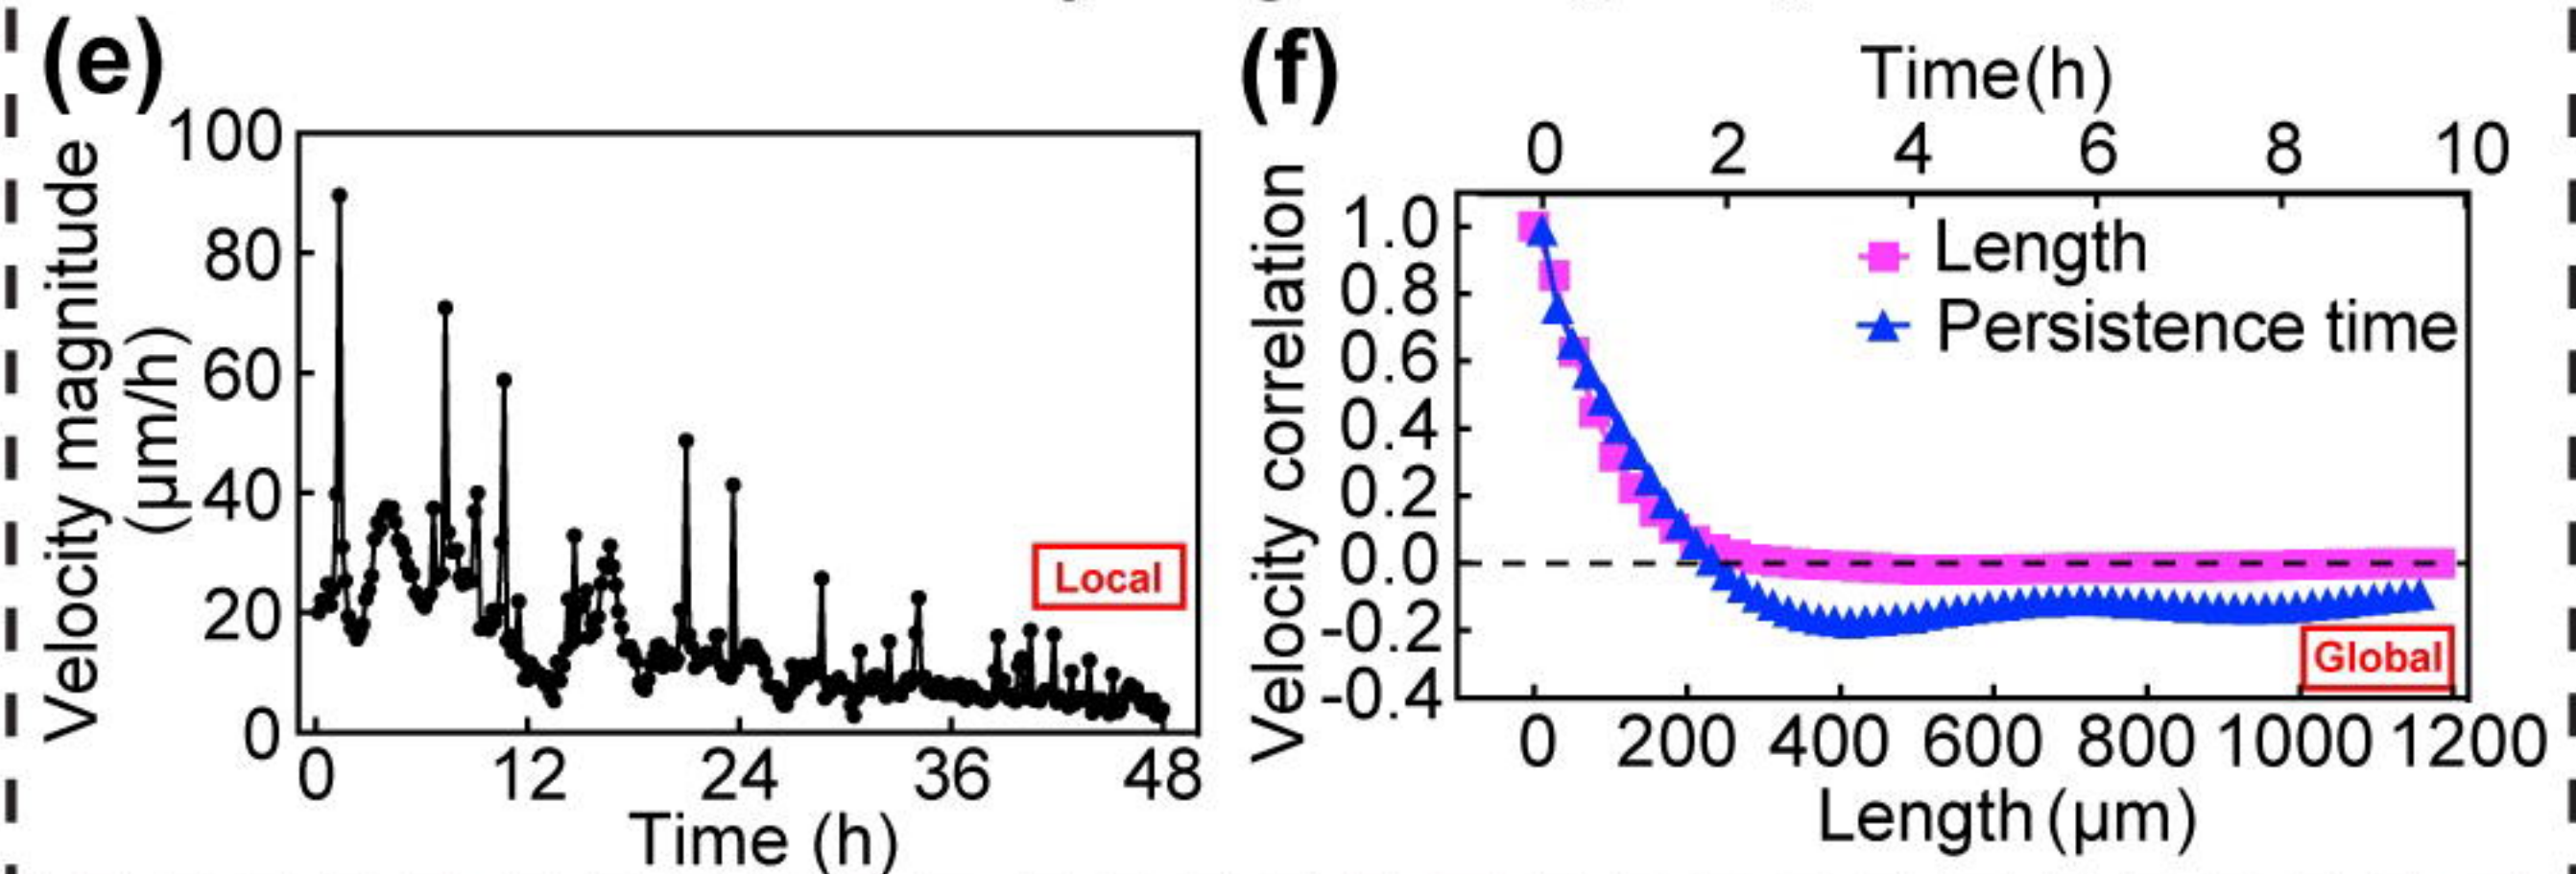 (e)
Velocity magnitude
(μm/h)
100
80
60
40
20
0
Local
0 12 24 36 48
Time (h)
(f)
Time(h)
0 2 4 6 8 10
Velocity correlation
1.0
0.8
0.6
0.4
0.2
0.0
-0.2
-0.4
Length
Persistence time
Global
0 200 400 600 800 1000 1200
Length (μm)